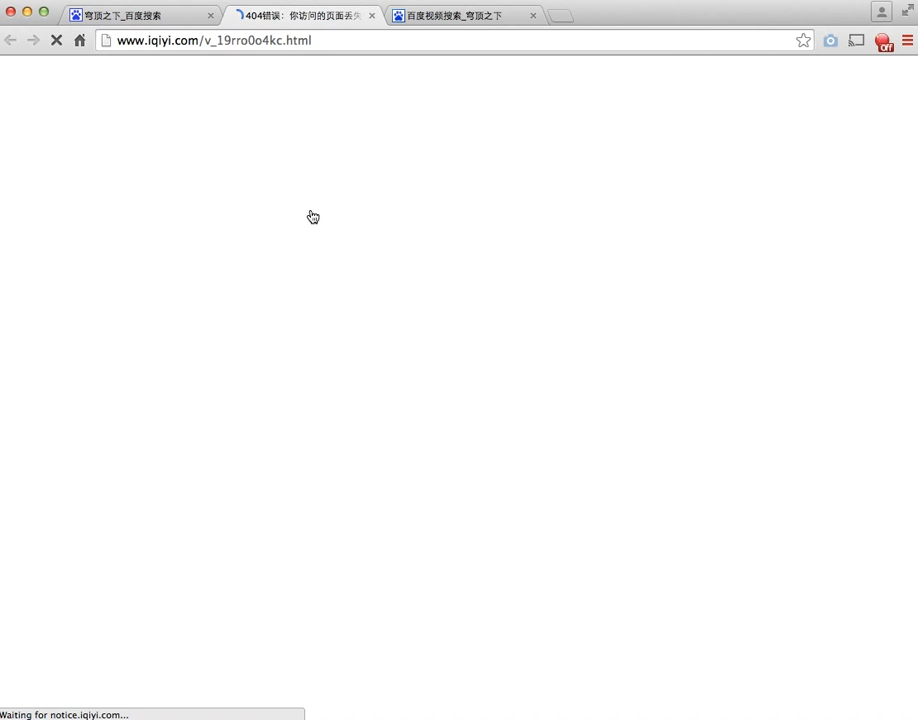 穹顶之下_百度搜索
404错误：你访问的页面丢失
百度视频搜索_穹顶之下
www.iqiyi.com/v_19rro0o4kc.html
Off
Waiting for notice.iqiyi.com...